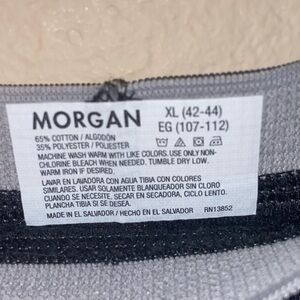 MORGAN
XL (42-44)
EG (107-112)
65% COTTON / ALGODÓN
35% POLYESTER / POLIESTER
MACHINE WASH WARM WITH LIKE COLORS. USE ONLY NON-
CHLORINE BLEACH WHEN NEEDED. TUMBLE DRY LOW.
WARM IRON IF DESIRED.
LAVAR EN LAVADORA CON AGUA TIBIA CON COLORES
SIMILARES. USAR SOLAMENTE BLANQUEADOR SIN CLORO
CUANDO SE NECESITE. SECAR EN SECADORA, CICLO LENTO.
PLANCHA TIBIA SI SE DESEA.
MADE IN EL SALVADOR / HECHO EN EL SALVADOR
RN13852